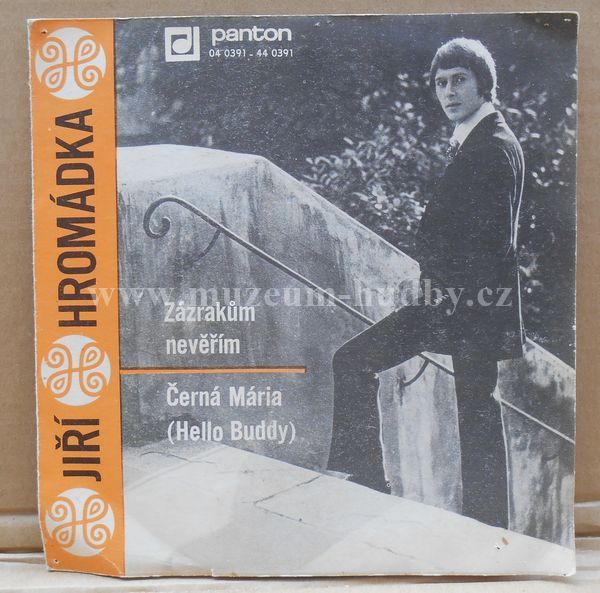 panton
04 0391 - 44 0391
JIŘÍ HROMÁDKA
www.muzeum-hudby.cz
Zázrakům
nevěřím
Černá Mária
(Hello Buddy)